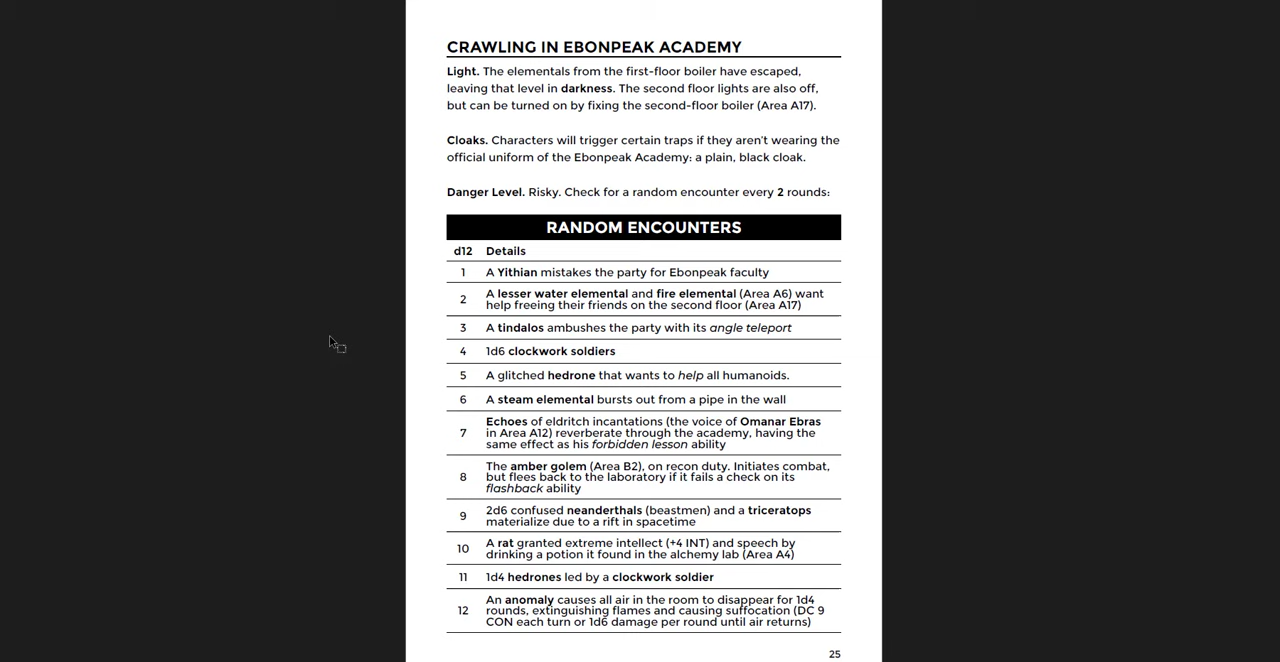 CRAWLING IN EBONPEAK ACADEMY
Light. The elementals from the first-floor boiler have escaped,
leaving that level in darkness. The second floor lights are also off,
but can be turned on by fixing the second-floor boiler (Area A17).
Cloaks. Characters will trigger certain traps if they aren't wearing the
official uniform of the Ebonpeak Academy: a plain, black cloak.
Danger Level. Risky. Check for a random encounter every 2 rounds:
RANDOM ENCOUNTERS
d12 Details
1 A Yithian mistakes the party for Ebonpeak faculty
2 A lesser water elemental and fire elemental (Area A6) want
help freeing their friends on the second floor (Area A17)
3 A tindalos ambushes the party with its angle teleport
4 1d6 clockwork soldiers
5 A glitched hedrone that wants to help all humanoids.
6 A steam elemental bursts out from a pipe in the wall
7 Echoes of eldritch incantations (the voice of Omanar Ebras
in Area A12) reverberate through the academy, having the
same effect as his forbidden lesson ability
8 The amber golem (Area B2), on recon duty. Initiates combat,
but flees back to the laboratory if it fails a check on its
flashback ability
9 2d6 confused neanderthals (beastmen) and a triceratops
materialize due to a rift in spacetime
10 A rat granted extreme intellect (+4 INT) and speech by
drinking a potion it found in the alchemy lab (Area A4)
11 1d4 hedrones led by a clockwork soldier
12 An anomaly causes all air in the room to disappear for 1d4
rounds, extinguishing flames and causing suffocation (DC 9
CON each turn or 1d6 damage per round until air returns)
25